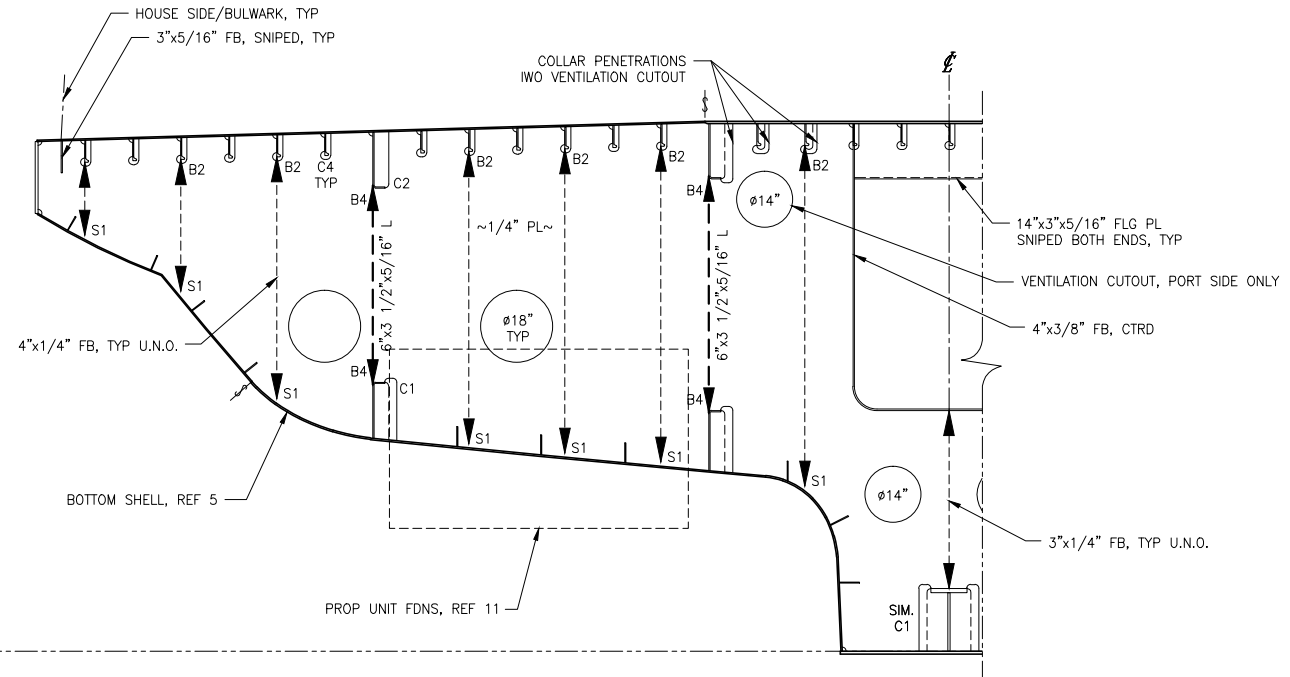 HOUSE SIDE/BULWARK, TYP
3"x5/16" FB, SNIPED, TYP
COLLAR PENETRATIONS
IWO VENTILATION CUTOUT
℄
B2
B2
C4
TYP
C2
B2
B2
B2
B2
B4
B4
ø14"
S1
~1/4" PL~
14"x3"x5/16" FLG PL
SNIPED BOTH ENDS, TYP
6"x3 1/2"x5/16" L
6"x3 1/2"x5/16" L
VENTILATION CUTOUT, PORT SIDE ONLY
S1
ø18"
TYP
4"x3/8" FB, CTRD
4"x1/4" FB, TYP U.N.O.
B4
C1
S1
B4
S1
S1
S1
S1
BOTTOM SHELL, REF 5
ø14"
3"x1/4" FB, TYP U.N.O.
PROP UNIT FDNS, REF 11
SIM.
C1